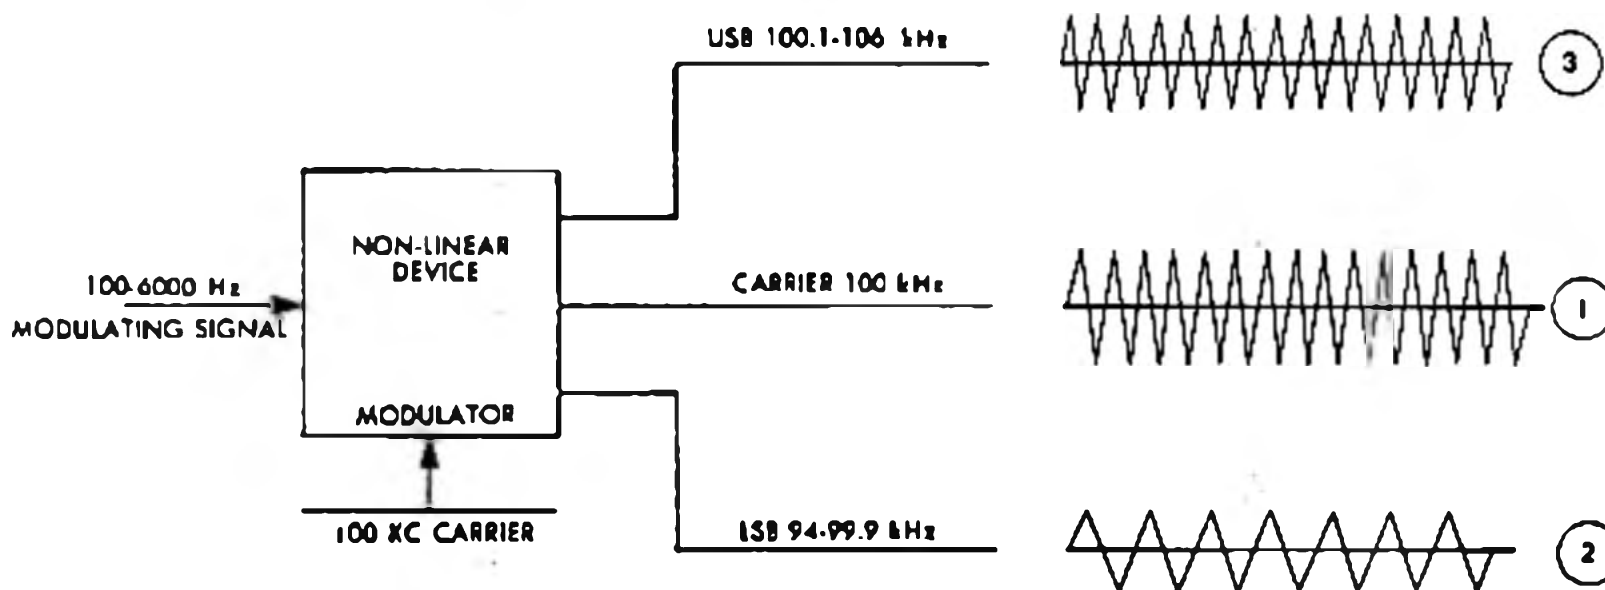 USB 100.1-106 kHz
3
NON-LINEAR
DEVICE
100-6000 Hz
MODULATING SIGNAL
CARRIER 100 kHz
1
MODULATOR
100 KC CARRIER
LSB 94-99.9 kHz
2